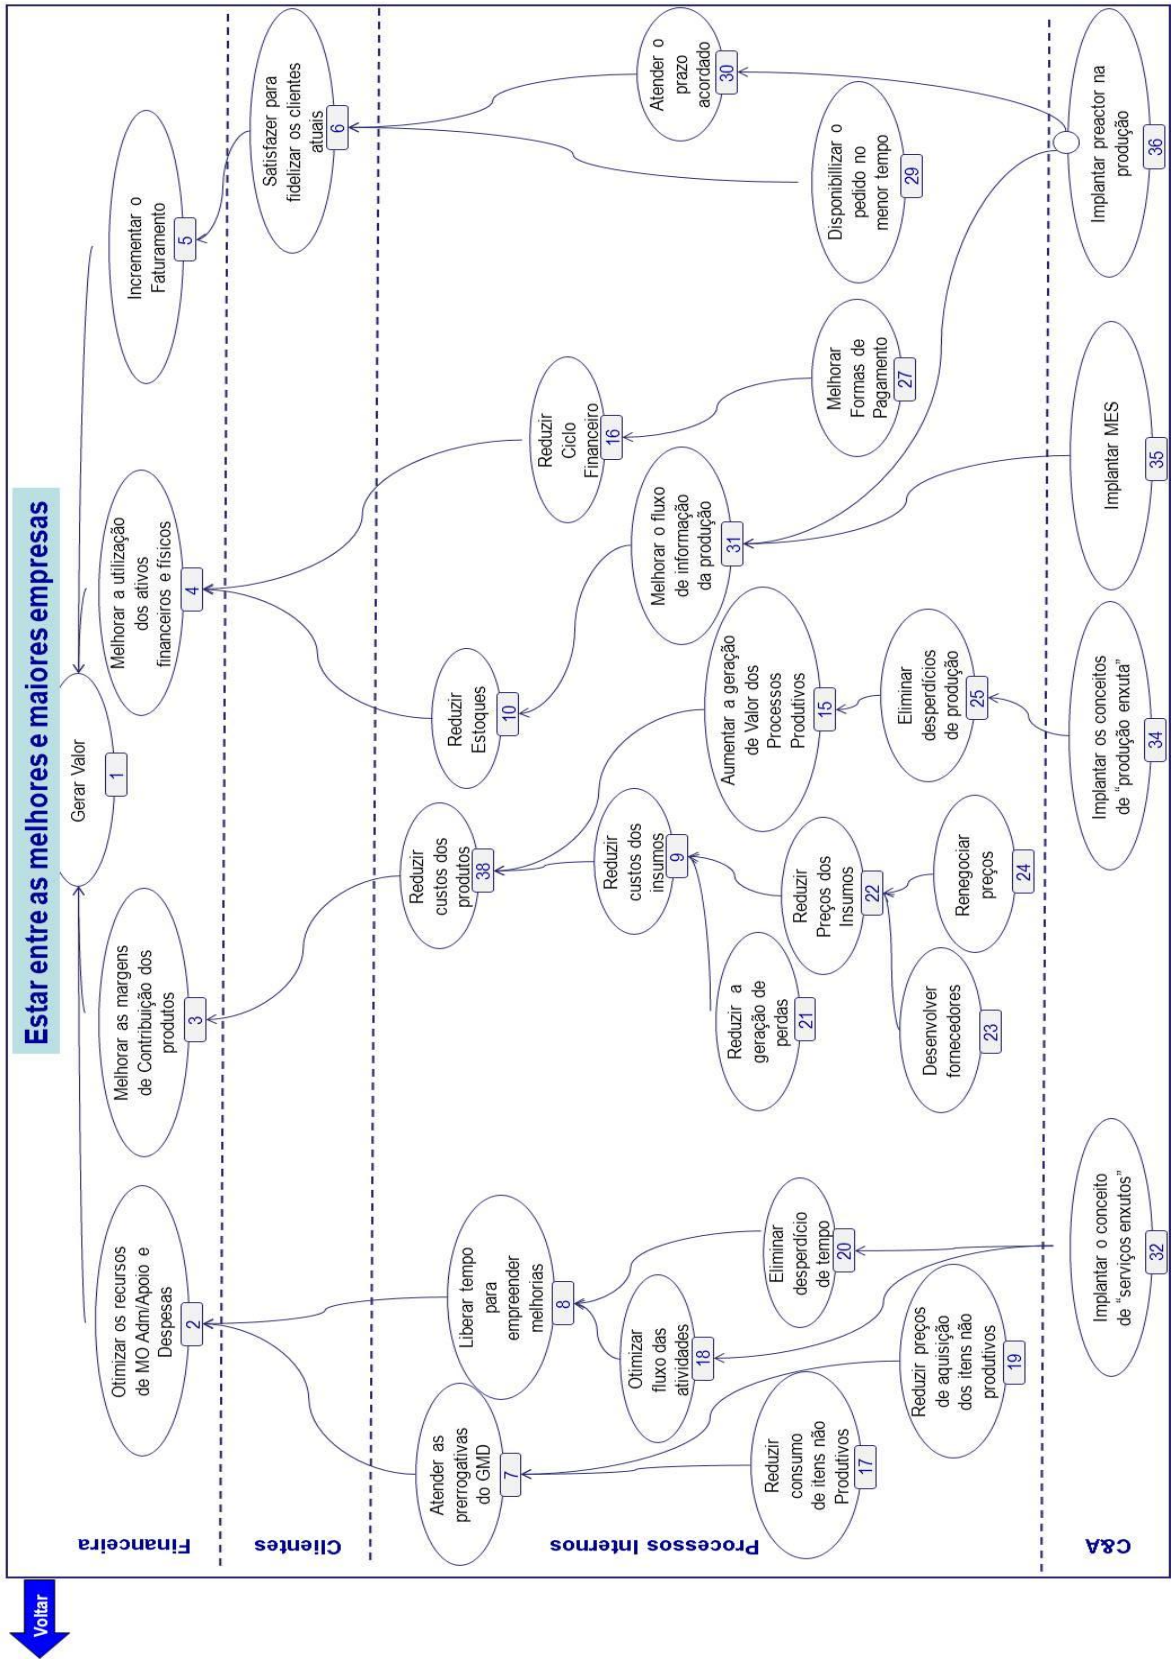 Voltar
Estar entre as melhores e maiores empresas
Financeira
Gerar Valor
1
Otimizar os recursos
de MO Adm/Apoio e
Despesas
2
Melhorar as margens
de Contribuição dos
produtos
3
Melhorar a utilização
dos ativos
financeiros e físicos
4
Incrementar o
Faturamento
5
Clientes
Satisfazer para
fidelizar os clientes
atuais
6
Processos Internos
Atender as
prerrogativas
do GMD
7
Liberar tempo
para
empreender
melhorias
8
Reduzir
custos dos
produtos
38
Reduzir
Estoques
10
Reduzir
Ciclo
Financeiro
16
Atender o
prazo
acordado
30
Otimizar
fluxo das
atividades
18
Reduzir
custos dos
insumos
9
Melhorar o fluxo
de informação
da produção
31
Reduzir
consumo
de itens não
Produtivos
17
Eliminar
desperdício
de tempo
20
Reduzir a
geração de
perdas
21
Reduzir
Preços dos
Insumos
22
Aumentar a geração
de Valor dos
Processos
Produtivos
15
Melhorar
Formas de
Pagamento
27
Disponibillizar o
pedido no
menor tempo
29
Reduzir preços
de aquisição
dos itens não
produtivos
19
Desenvolver
fornecedores
23
Renegociar
preços
24
Eliminar
desperdícios
de produção
25
C&A
Implantar o conceito
de “serviços enxutos”
32
Implantar os conceitos
de “produção enxuta”
34
Implantar MES
35
Implantar preactor na
produção
36